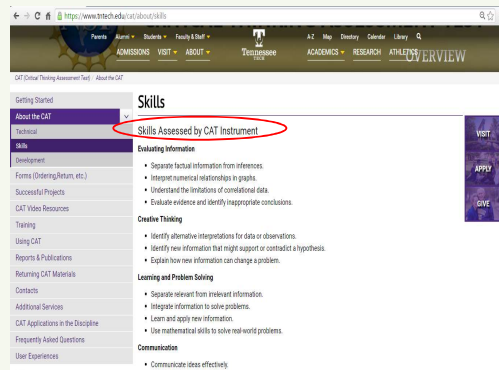 https://www.tntech.edu/cat/about/skills
Parents Alumni Students Faculty & Staff
A-Z Map Directory Calendar Library
ADMISSIONS VISIT ABOUT
Tennessee
TECH
ACADEMICS RESEARCH ATHLETICS
OVERVIEW
CAT (Critical Thinking Assessment Test) About the CAT
Getting Started
About the CAT
Technical
Skills
Development
Forms (Ordering,Return, etc.)
Successful Projects
CAT Video Resources
Training
Using CAT
Reports & Publications
Returning CAT Materials
Contacts
Additional Services
CAT Applications in the Discipline
Frequently Asked Questions
User Experiences
Skills
Skills Assessed by CAT Instrument
Evaluating Information
Separate factual information from inferences.
Interpret numerical relationships in graphs.
Understand the limitations of correlational data.
Evaluate evidence and identify inappropriate conclusions.
Creative Thinking
Identify alternative interpretations for data or observations.
Identify new information that might support or contradict a hypothesis.
Explain how new information can change a problem.
Learning and Problem Solving
Separate relevant from irrelevant information.
Integrate information to solve problems.
Learn and apply new information.
Use mathematical skills to solve real-world problems.
Communication
Communicate ideas effectively.
VISIT
APPLY
GIVE